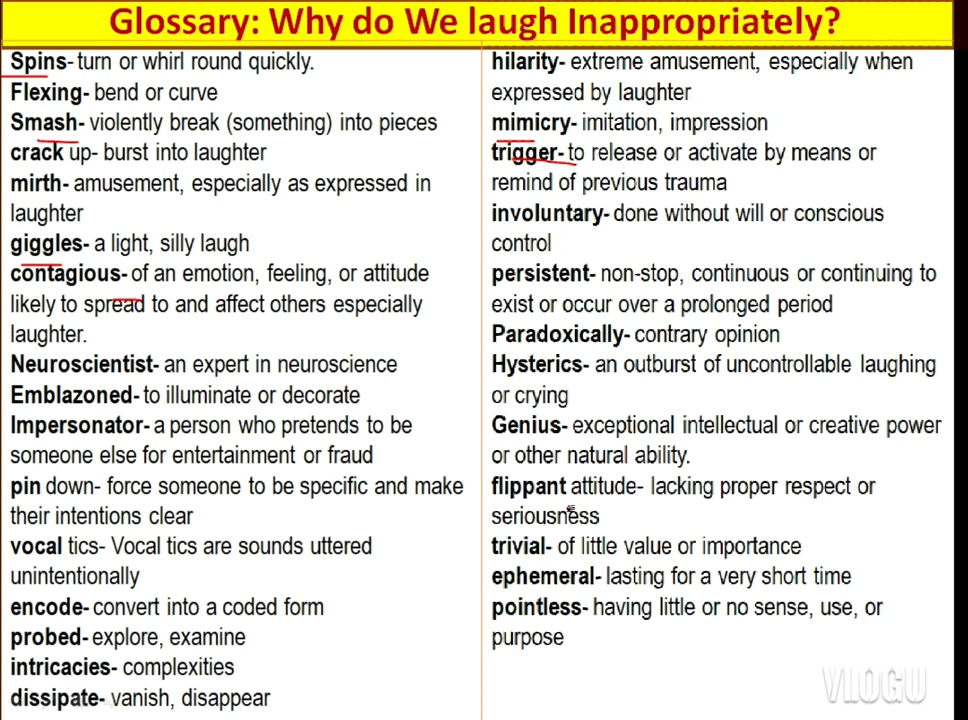 Glossary: Why do We laugh Inappropriately?
Spins- turn or whirl round quickly.
Flexing- bend or curve
Smash- violently break (something) into pieces
crack up- burst into laughter
mirth- amusement, especially as expressed in
laughter
giggles- a light, silly laugh
contagious- of an emotion, feeling, or attitude
likely to spread to and affect others especially
laughter.
Neuroscientist- an expert in neuroscience
Emblazoned- to illuminate or decorate
Impersonator- a person who pretends to be
someone else for entertainment or fraud
pin down- force someone to be specific and make
their intentions clear
vocal tics- Vocal tics are sounds uttered
unintentionally
encode- convert into a coded form
probed- explore, examine
intricacies- complexities
dissipate- vanish, disappear
hilarity- extreme amusement, especially when
expressed by laughter
mimicry- imitation, impression
trigger- to release or activate by means or
remind of previous trauma
involuntary- done without will or conscious
control
persistent- non-stop, continuous or continuing to
exist or occur over a prolonged period
Paradoxically- contrary opinion
Hysterics- an outburst of uncontrollable laughing
or crying
Genius- exceptional intellectual or creative power
or other natural ability.
flippant attitude- lacking proper respect or
seriousness
trivial- of little value or importance
ephemeral- lasting for a very short time
pointless- having little or no sense, use, or
purpose
VLOGU